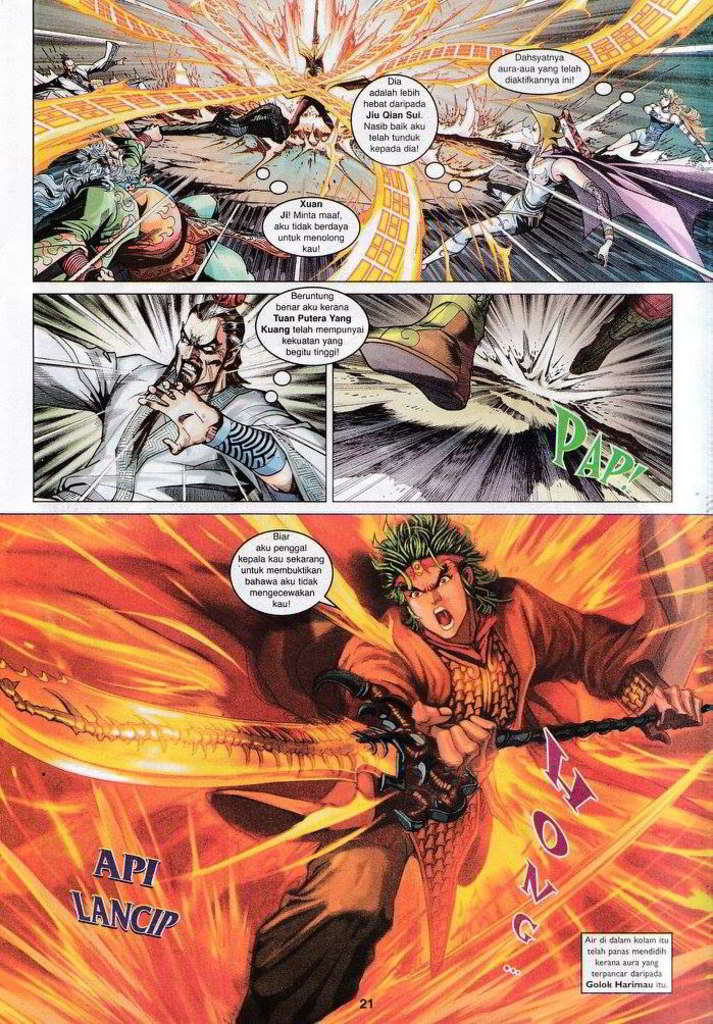 Dahsyatnya
aura-aura yang telah
diaktifkannya ini!
Dia
adalah lebih
hebat daripada
Jiu Qian Sui.
Nasib baik aku
telah tunduk
kepada dia!
Xuan
Ji! Minta maaf,
aku tidak berdaya
untuk menolong
kau!
Beruntung
benar aku kerana
Tuan Putera Yang
Kuang telah mempunyai
kekuatan yang
begitu tinggi!
PAP!
Biar
aku penggal
kepala kau sekarang
untuk membuktikan
bahawa aku tidak
mengecewakan
kau!
API
LANCIP
WONG...
Air di dalam kolam itu
telah panas mendidih
kerana aura yang
terpancar daripada
Golok Harimau itu.
21